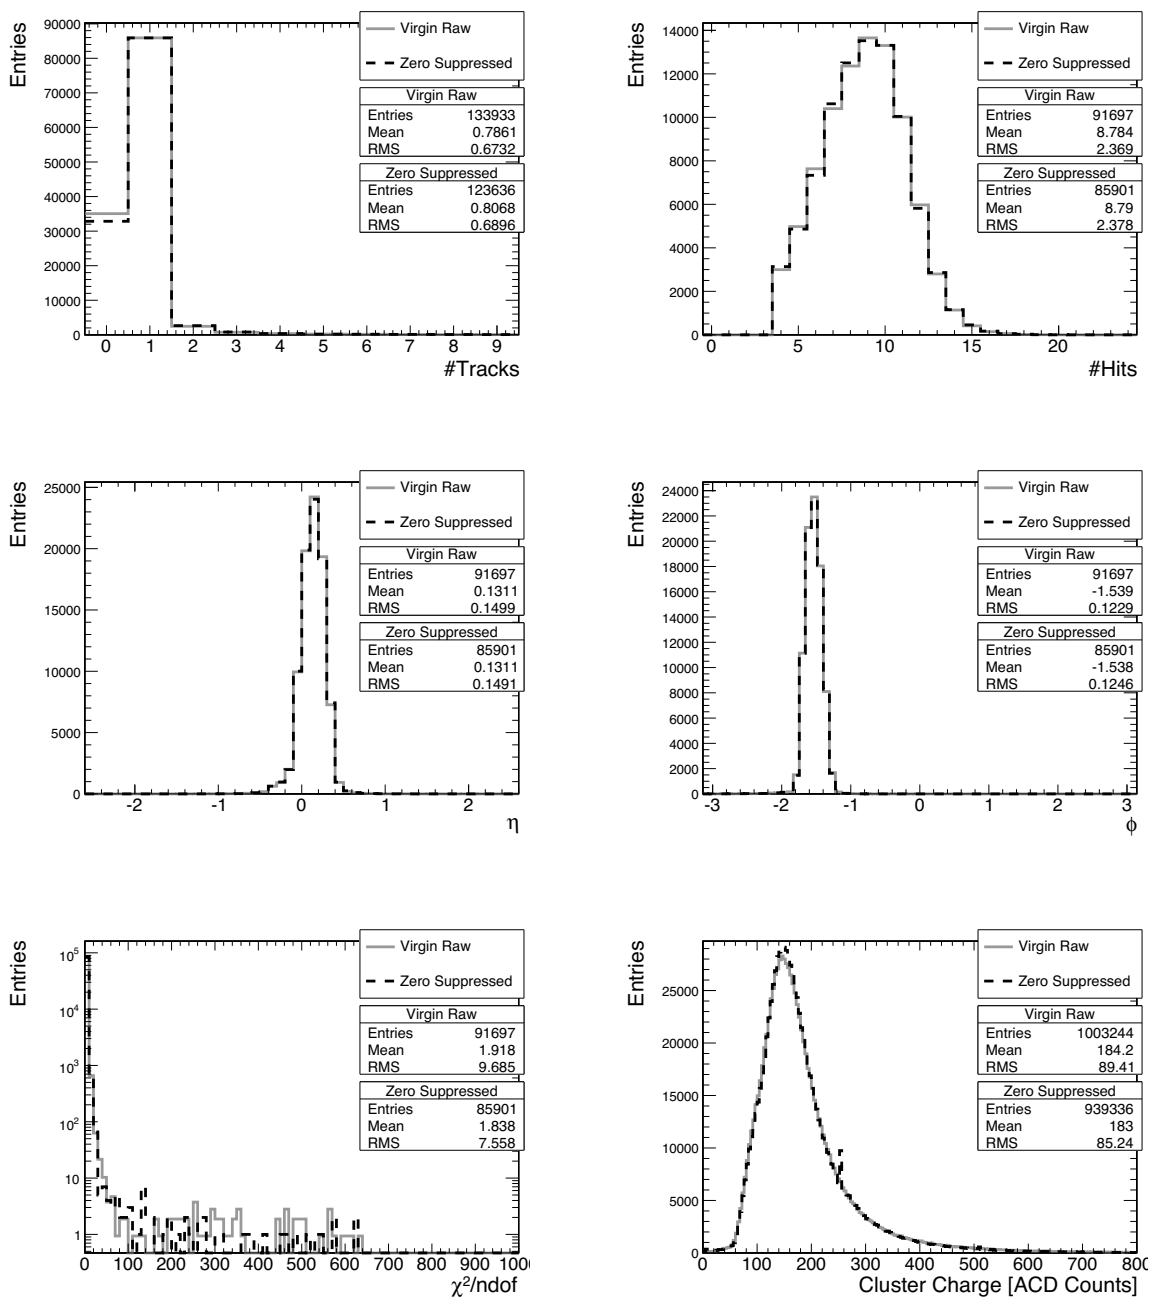 Entries
90000
80000
70000
60000
50000
40000
30000
20000
10000
0
0 1 2 3 4 5 6 7 8 9
#Tracks
Virgin Raw
Zero Suppressed
Virgin Raw
Entries 133933
Mean 0.7861
RMS 0.6732
Zero Suppressed
Entries 123636
Mean 0.8068
RMS 0.6896
Entries
14000
12000
10000
8000
6000
4000
2000
0
0 5 10 15 20
#Hits
Virgin Raw
Zero Suppressed
Virgin Raw
Entries 91697
Mean 8.784
RMS 2.369
Zero Suppressed
Entries 85901
Mean 8.79
RMS 2.378
Entries
25000
20000
15000
10000
5000
0
-2 -1 0 1 2
η
Virgin Raw
Zero Suppressed
Virgin Raw
Entries 91697
Mean 0.1311
RMS 0.1499
Zero Suppressed
Entries 85901
Mean 0.1311
RMS 0.1491
Entries
24000
22000
20000
18000
16000
14000
12000
10000
8000
6000
4000
2000
0
-3 -2 -1 0 1 2 3
ϕ
Virgin Raw
Zero Suppressed
Virgin Raw
Entries 91697
Mean -1.539
RMS 0.1229
Zero Suppressed
Entries 85901
Mean -1.538
RMS 0.1246
Entries
10⁵
10⁴
10³
10²
10
1
0 100 200 300 400 500 600 700 800 900 100
χ²/ndof
Virgin Raw
Zero Suppressed
Virgin Raw
Entries 91697
Mean 1.918
RMS 9.685
Zero Suppressed
Entries 85901
Mean 1.838
RMS 7.558
Entries
25000
20000
15000
10000
5000
0
0 100 200 300 400 500 600 700 800
Cluster Charge [ACD Counts]
Virgin Raw
Zero Suppressed
Virgin Raw
Entries 1003244
Mean 184.2
RMS 89.41
Zero Suppressed
Entries 939336
Mean 183
RMS 85.24